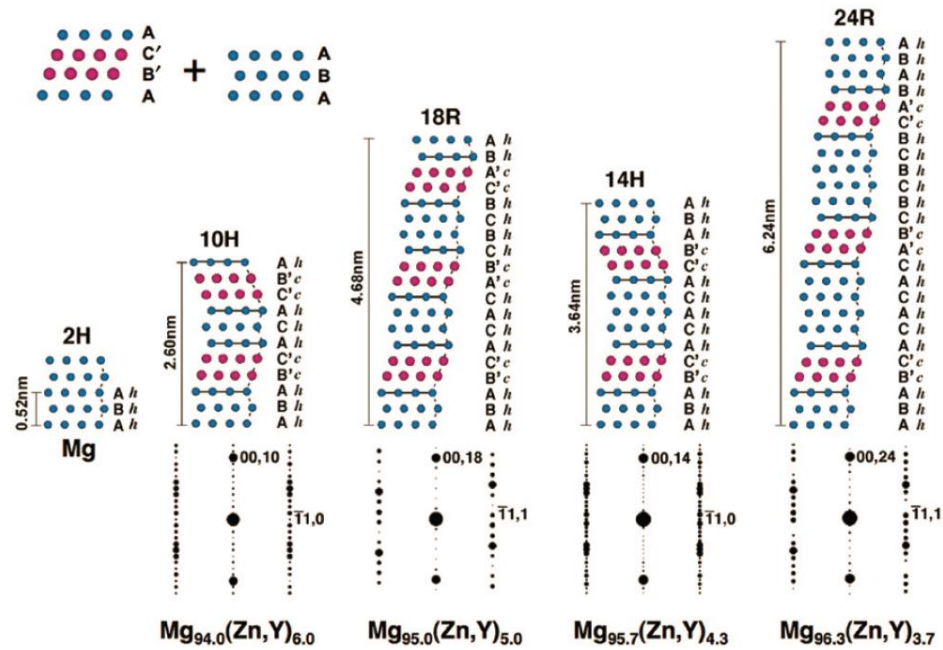 A
C′
B′
A
+
A
B
A
2H
0.52nm
A h
B h
A h
Mg
10H
2.60nm
A h
B′c
C′c
A h
C h
A h
C′c
B′c
A h
B h
A h
00,10
1̅1,0
Mg94.0(Zn,Y)6.0
18R
4.68nm
A h
B h
A′c
C′c
B h
C h
B h
C h
B′c
A′c
C h
A h
C h
A h
C′c
B′c
A h
B h
A h
00,18
1̅1,1
Mg95.0(Zn,Y)5.0
14H
3.64nm
A h
B h
A h
B′c
C′c
A h
C h
A h
C h
A h
C′c
B′c
A h
B h
A h
00,14
1̅1,0
Mg95.7(Zn,Y)4.3
24R
6.24nm
A h
B h
A h
B h
A′c
C′c
B h
C h
B h
C h
B h
C h
B′c
A′c
C h
A h
C h
A h
C h
A h
C′c
B′c
A h
B h
A h
00,24
1̅1,1
Mg96.3(Zn,Y)3.7